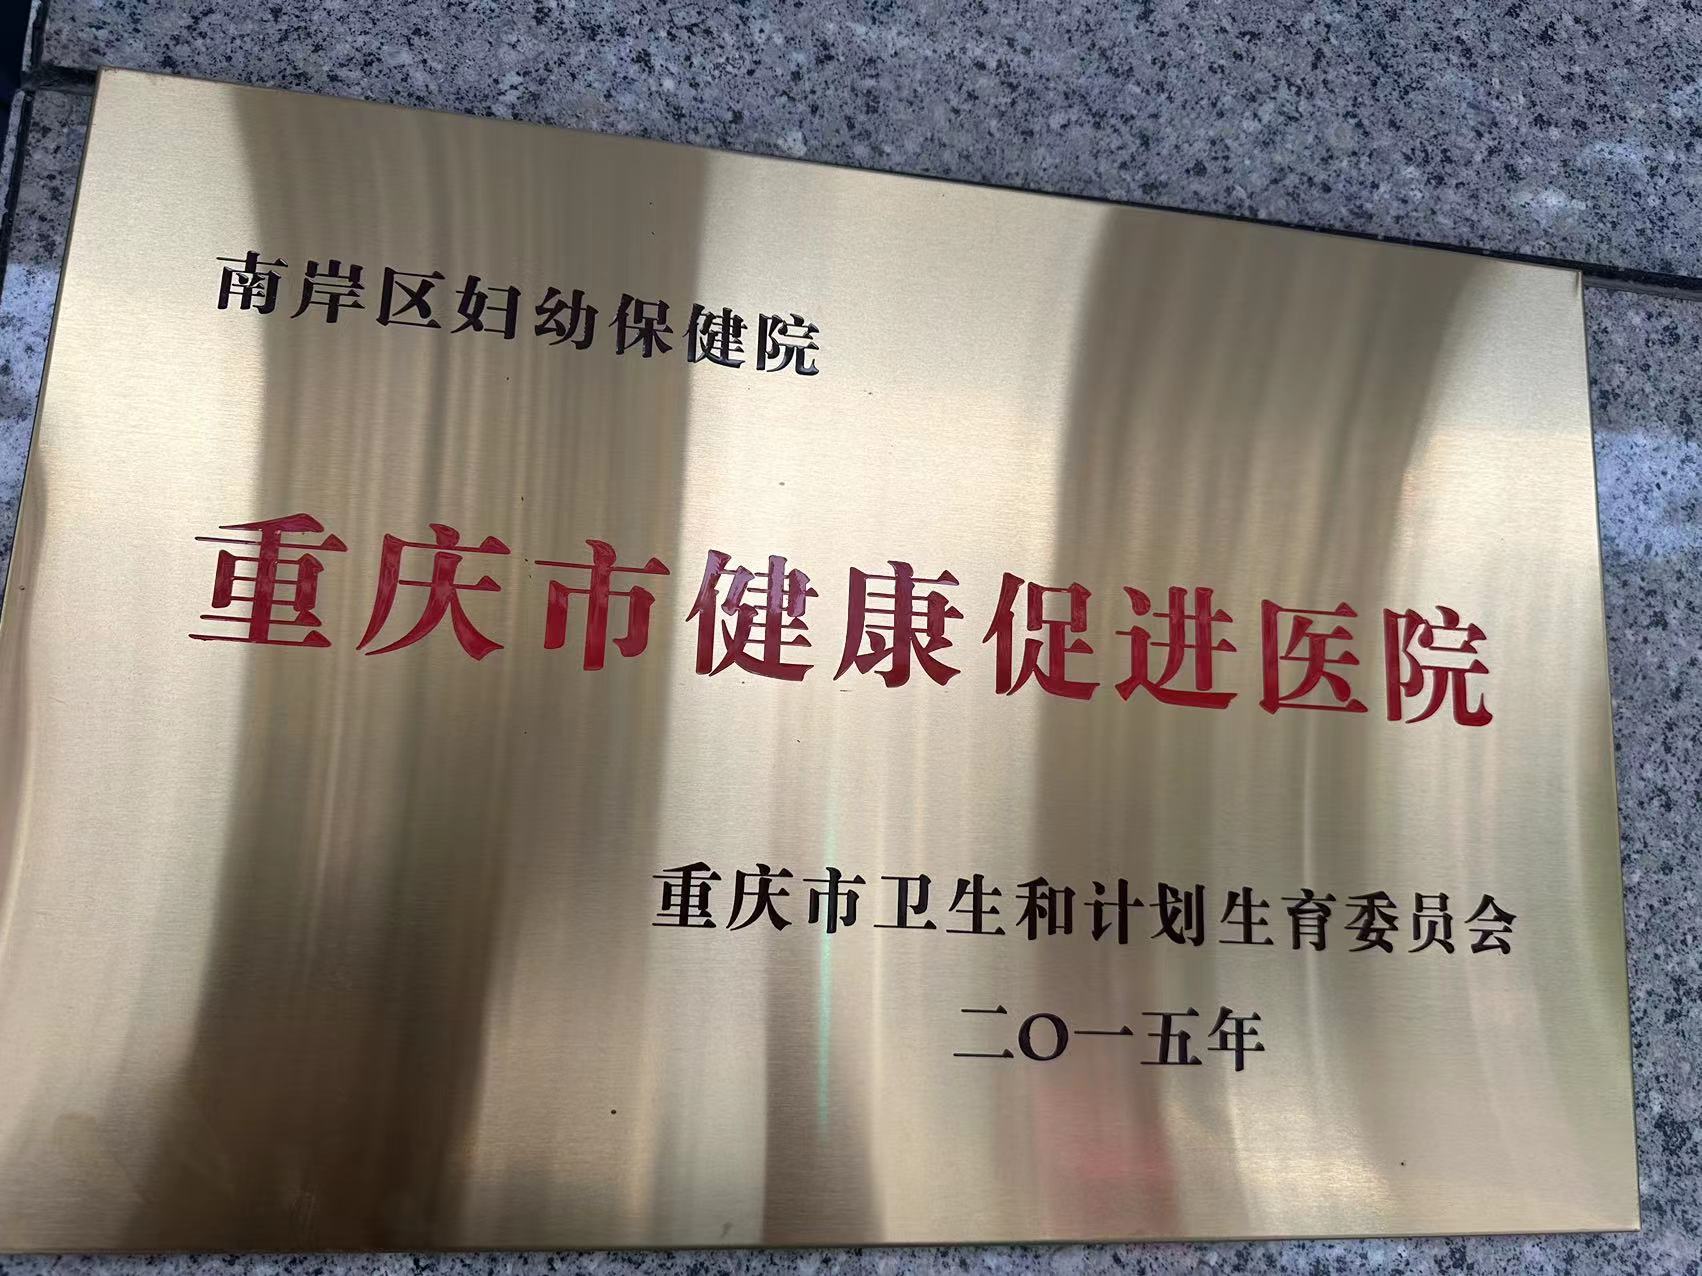 南岸区妇幼保健院
重庆市健康促进医院
重庆市卫生和计划生育委员会
二O一五年